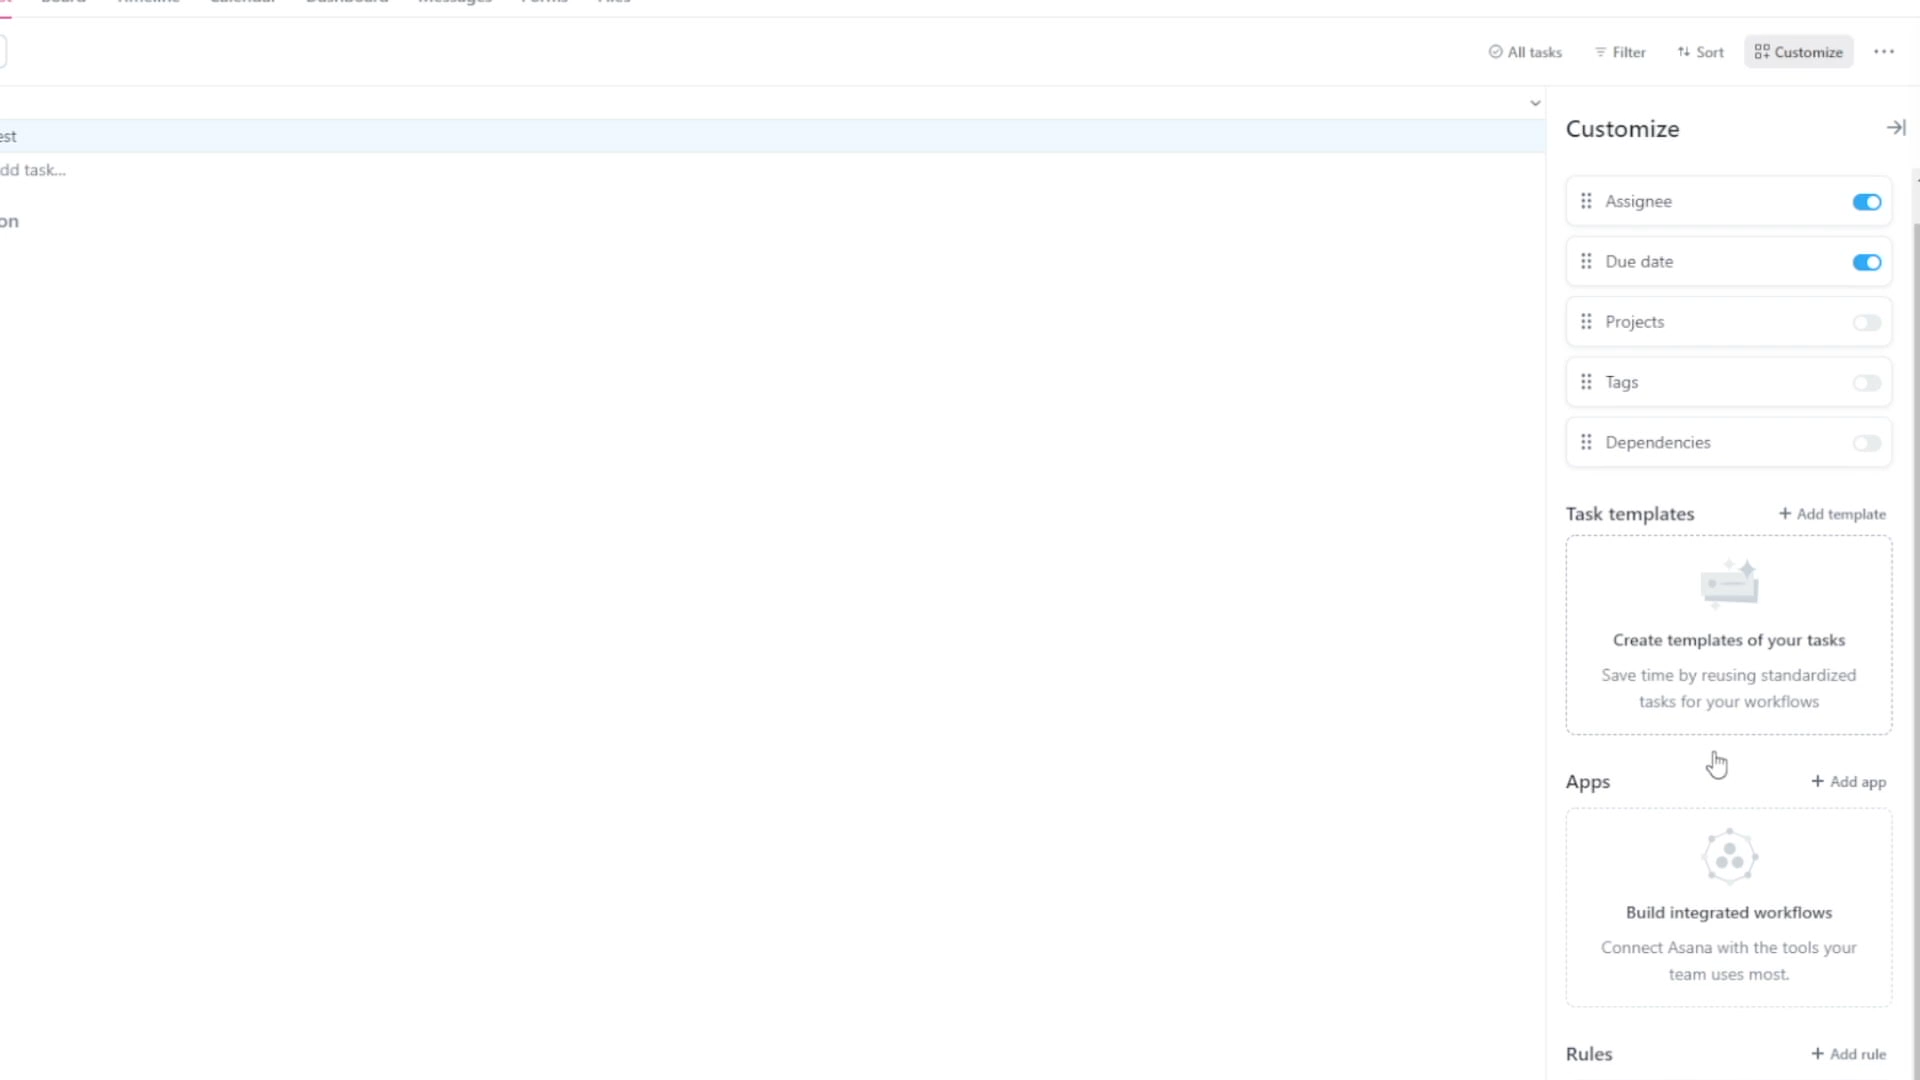 All tasks
Filter
Sort
Customize
Customize
dd task...
Assignee
Due date
Projects
Tags
Dependencies
Task templates
+ Add template
Create templates of your tasks
Save time by reusing standardized
tasks for your workflows
Apps
+ Add app
Build integrated workflows
Connect Asana with the tools your
team uses most.
Rules
+ Add rule